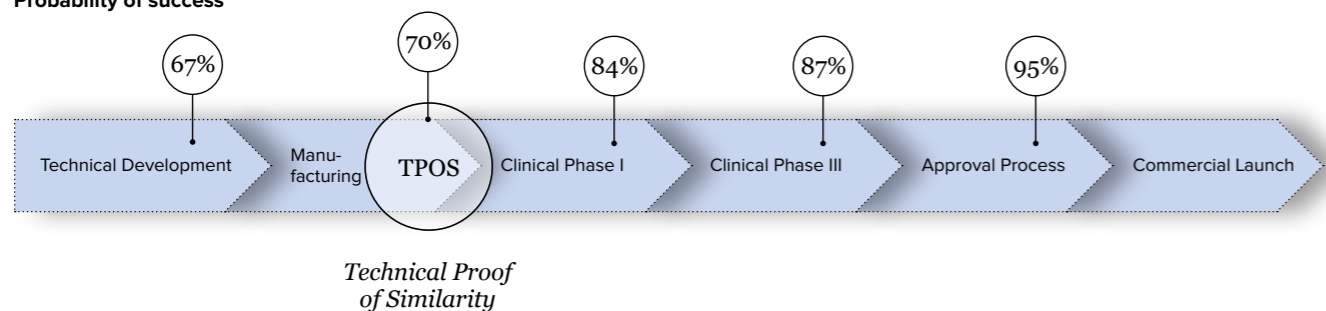 Probability of success
67%
70%
84%
87%
95%
Technical Development
Manu-
facturing
TPOS
Clinical Phase I
Clinical Phase III
Approval Process
Commercial Launch
Technical Proof
of Similarity